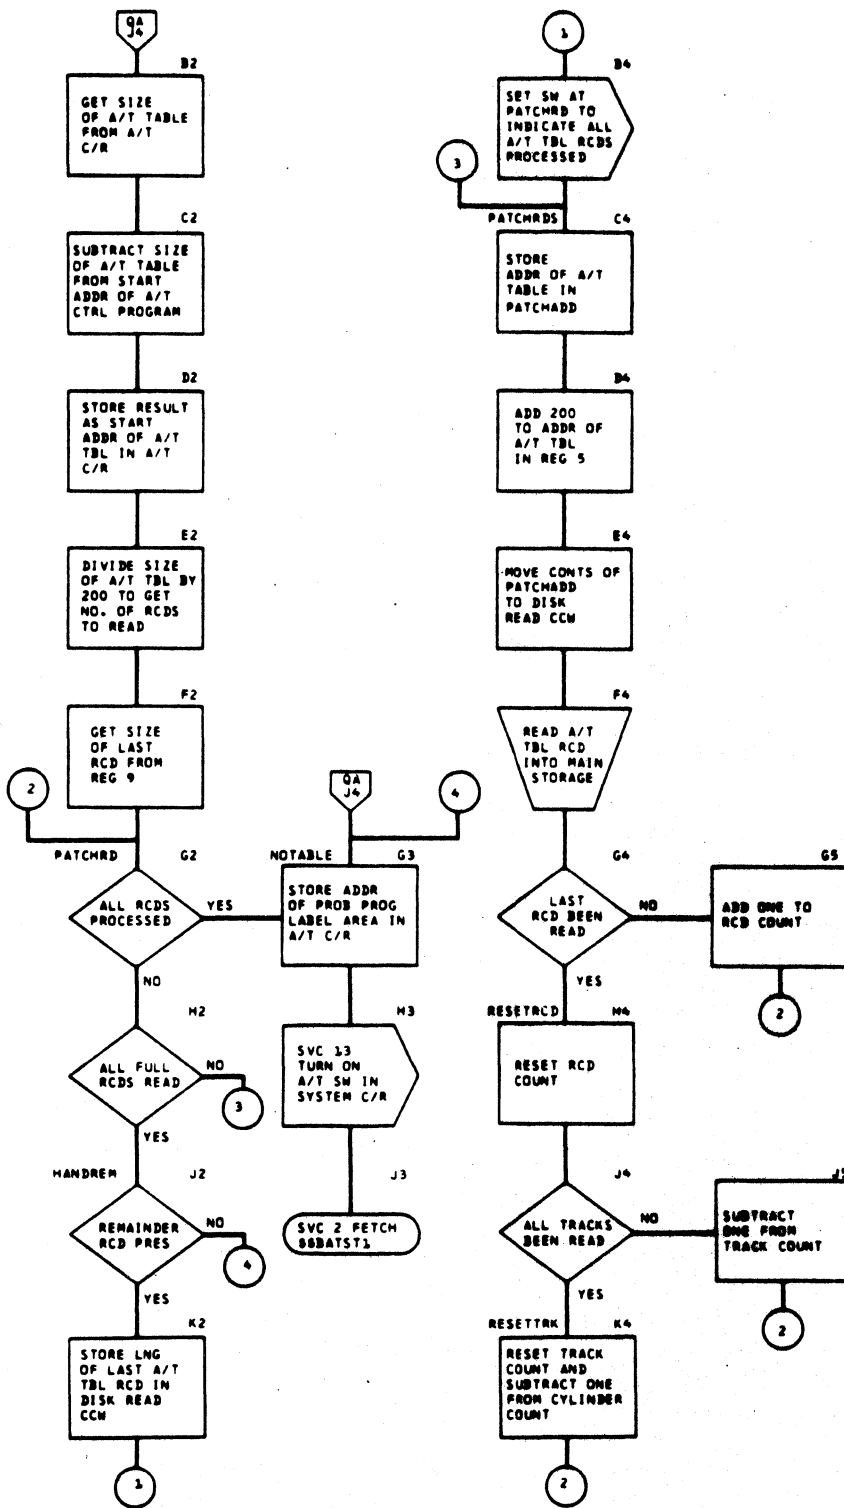 QA
J4
B2
GET SIZE
OF A/T TABLE
FROM A/T
C/R
C2
SUBTRACT SIZE
OF A/T TABLE
FROM START
ADDR OF A/T
CTRL PROGRAM
D2
STORE RESULT
AS START
ADDR OF A/T
TBL IN A/T
C/R
E2
DIVIDE SIZE
OF A/T TBL BY
200 TO GET
NO. OF RCDS
TO READ
F2
GET SIZE
OF LAST
RCD FROM
REG 9
2
PATCHRD
G2
ALL RCDS
PROCESSED
YES
NO
H2
ALL FULL
RCDS READ
NO
3
YES
HANDREM
J2
REMAINDER
RCD PRES
NO
4
YES
K2
STORE LNG
OF LAST A/T
TBL RCD IN
DISK READ
CCW
1
QA
J4
4
NOTABLE
G3
STORE ADDR
OF PROB PROG
LABEL AREA IN
A/T C/R
H3
SVC 13
TURN ON
A/T SW IN
SYSTEM C/R
J3
SVC 2 FETCH
$$BATST1
1
B4
SET SW AT
PATCHRD TO
INDICATE ALL
A/T TBL RCDS
PROCESSED
3
PATCHRDS
C4
STORE
ADDR OF A/T
TABLE IN
PATCHADD
D4
ADD 200
TO ADDR OF
A/T TBL
IN REG 5
E4
MOVE CONTS OF
PATCHADD
TO DISK
READ CCW
F4
READ A/T
TBL RCD
INTO MAIN
STORAGE
G4
LAST
RCD BEEN
READ
NO
YES
G5
ADD ONE TO
RCD COUNT
2
RESETRCD
H4
RESET RCD
COUNT
J4
ALL TRACKS
BEEN READ
NO
YES
J5
SUBTRACT
ONE FROM
TRACK COUNT
2
RESETTRK
K4
RESET TRACK
COUNT AND
SUBTRACT ONE
FROM CYLINDER
COUNT
2